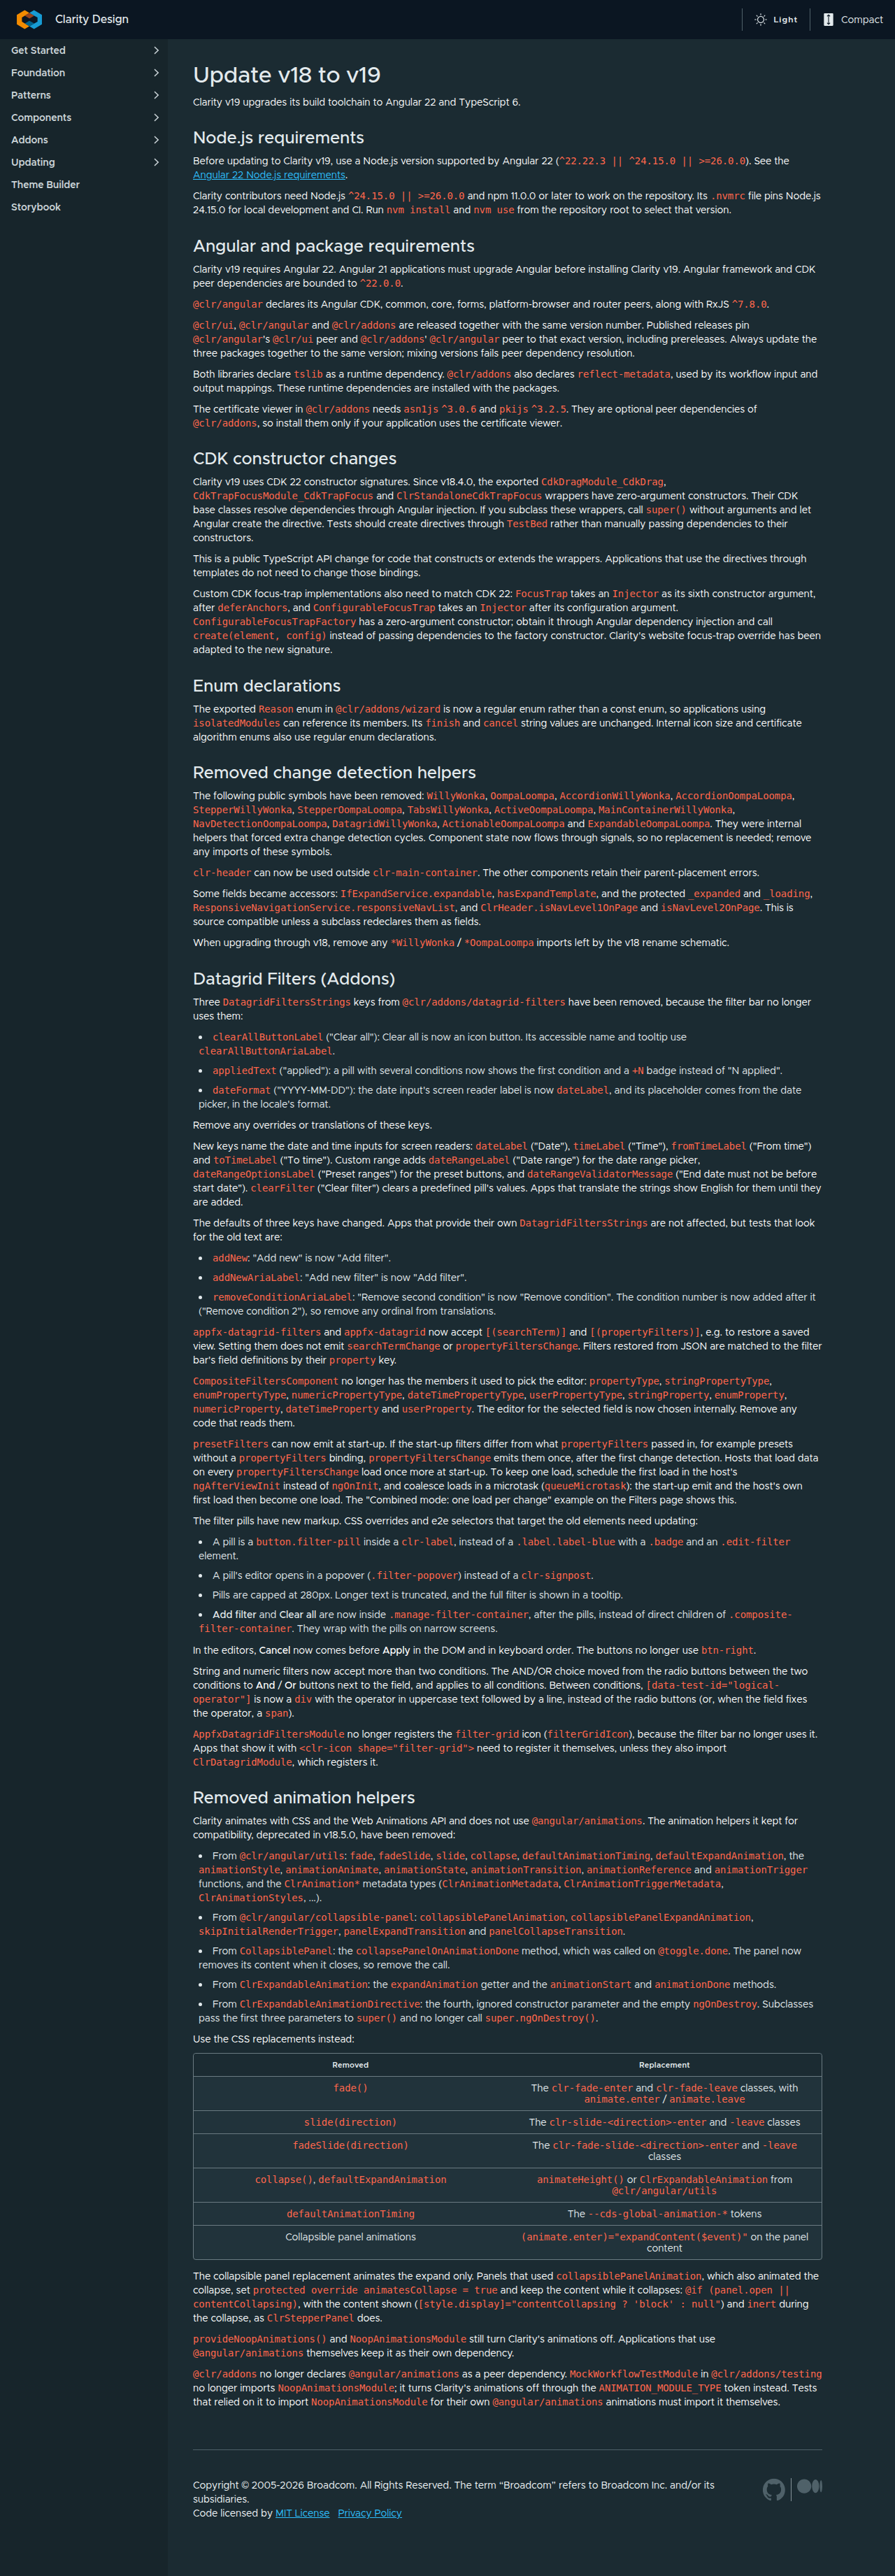 Clarity Design
Light
Compact
Get Started
Foundation
Patterns
Components
Addons
Updating
Theme Builder
Storybook
Update v18 to v19
Clarity v19 upgrades its build toolchain to Angular 22 and TypeScript 6.
Node.js requirements
Before updating to Clarity v19, use a Node.js version supported by Angular 22 (^22.22.3 || ^24.15.0 || >=26.0.0). See the
Angular 22 Node.js requirements.
Clarity contributors need Node.js ^24.15.0 || >=26.0.0 and npm 11.0.0 or later to work on the repository. Its .nvmrc file pins Node.js
24.15.0 for local development and CI. Run nvm install and nvm use from the repository root to select that version.
Angular and package requirements
Clarity v19 requires Angular 22. Angular 21 applications must upgrade Angular before installing Clarity v19. Angular framework and CDK
peer dependencies are bounded to ^22.0.0.
@clr/angular declares its Angular CDK, common, core, forms, platform-browser and router peers, along with RxJS ^7.8.0.
@clr/ui, @clr/angular and @clr/addons are released together with the same version number. Published releases pin
@clr/angular's @clr/ui peer and @clr/addons' @clr/angular peer to that exact version, including prereleases. Always update the
three packages together to the same version; mixing versions fails peer dependency resolution.
Both libraries declare tslib as a runtime dependency. @clr/addons also declares reflect-metadata, used by its workflow input and
output mappings. These runtime dependencies are installed with the packages.
The certificate viewer in @clr/addons needs asn1js ^3.0.6 and pkijs ^3.2.5. They are optional peer dependencies of
@clr/addons, so install them only if your application uses the certificate viewer.
CDK constructor changes
Clarity v19 uses CDK 22 constructor signatures. Since v18.4.0, the exported CdkDragModule_CdkDrag,
CdkTrapFocusModule_CdkTrapFocus and ClrStandaloneCdkTrapFocus wrappers have zero-argument constructors. Their CDK
base classes resolve dependencies through Angular injection. If you subclass these wrappers, call super() without arguments and let
Angular create the directive. Tests should create directives through TestBed rather than manually passing dependencies to their
constructors.
This is a public TypeScript API change for code that constructs or extends the wrappers. Applications that use the directives through
templates do not need to change those bindings.
Custom CDK focus-trap implementations also need to match CDK 22: FocusTrap takes an Injector as its sixth constructor argument,
after deferAnchors, and ConfigurableFocusTrap takes an Injector after its configuration argument.
ConfigurableFocusTrapFactory has a zero-argument constructor; obtain it through Angular dependency injection and call
create(element, config) instead of passing dependencies to the factory constructor. Clarity's website focus-trap override has been
adapted to the new signature.
Enum declarations
The exported Reason enum in @clr/addons/wizard is now a regular enum rather than a const enum, so applications using
isolatedModules can reference its members. Its finish and cancel string values are unchanged. Internal icon size and certificate
algorithm enums also use regular enum declarations.
Removed change detection helpers
The following public symbols have been removed: WillyWonka, OompaLoompa, AccordionWillyWonka, AccordionOompaLoompa,
StepperWillyWonka, StepperOompaLoompa, TabsWillyWonka, ActiveOompaLoompa, MainContainerWillyWonka,
NavDetectionOompaLoompa, DatagridWillyWonka, ActionableOompaLoompa and ExpandableOompaLoompa. They were internal
helpers that forced extra change detection cycles. Component state now flows through signals, so no replacement is needed; remove
any imports of these symbols.
clr-header can now be used outside clr-main-container. The other components retain their parent-placement errors.
Some fields became accessors: IfExpandService.expandable, hasExpandTemplate, and the protected _expanded and _loading,
ResponsiveNavigationService.responsiveNavList, and ClrHeader.isNavLevel1OnPage and isNavLevel2OnPage. This is
source compatible unless a subclass redeclares them as fields.
When upgrading through v18, remove any *WillyWonka / *OompaLoompa imports left by the v18 rename schematic.
Datagrid Filters (Addons)
Three DatagridFiltersStrings keys from @clr/addons/datagrid-filters have been removed, because the filter bar no longer
uses them:
• clearAllButtonLabel ("Clear all"): Clear all is now an icon button. Its accessible name and tooltip use
clearAllButtonAriaLabel.
• appliedText ("applied"): a pill with several conditions now shows the first condition and a +N badge instead of "N applied".
• dateFormat ("YYYY-MM-DD"): the date input's screen reader label is now dateLabel, and its placeholder comes from the date
picker, in the locale's format.
Remove any overrides or translations of these keys.
New keys name the date and time inputs for screen readers: dateLabel ("Date"), timeLabel ("Time"), fromTimeLabel ("From time")
and toTimeLabel ("To time"). Custom range adds dateRangeLabel ("Date range") for the date range picker,
dateRangeOptionsLabel ("Preset ranges") for the preset buttons, and dateRangeValidatorMessage ("End date must not be before
start date"). clearFilter ("Clear filter") clears a predefined pill's values. Apps that translate the strings show English for them until they
are added.
The defaults of three keys have changed. Apps that provide their own DatagridFiltersStrings are not affected, but tests that look
for the old text are:
• addNew: "Add new" is now "Add filter".
• addNewAriaLabel: "Add new filter" is now "Add filter".
• removeConditionAriaLabel: "Remove second condition" is now "Remove condition". The condition number is now added after it
("Remove condition 2"), so remove any ordinal from translations.
appfx-datagrid-filters and appfx-datagrid now accept [(searchTerm)] and [(propertyFilters)], e.g. to restore a saved
view. Setting them does not emit searchTermChange or propertyFiltersChange. Filters restored from JSON are matched to the filter
bar's field definitions by their property key.
CompositeFiltersComponent no longer has the members it used to pick the editor: propertyType, stringPropertyType,
enumPropertyType, numericPropertyType, dateTimePropertyType, userPropertyType, stringProperty, enumProperty,
numericProperty, dateTimeProperty and userProperty. The editor for the selected field is now chosen internally. Remove any
code that reads them.
presetFilters can now emit at start-up. If the start-up filters differ from what propertyFilters passed in, for example presets
without a propertyFilters binding, propertyFiltersChange emits them once, after the first change detection. Hosts that load data
on every propertyFiltersChange load once more at start-up. To keep one load, schedule the first load in the host's
ngAfterViewInit instead of ngOnInit, and coalesce loads in a microtask (queueMicrotask): the start-up emit and the host's own
first load then become one load. The "Combined mode: one load per change" example on the Filters page shows this.
The filter pills have new markup. CSS overrides and e2e selectors that target the old elements need updating:
• A pill is a button.filter-pill inside a clr-label, instead of a .label.label-blue with a .badge and an .edit-filter
element.
• A pill's editor opens in a popover (.filter-popover) instead of a clr-signpost.
• Pills are capped at 280px. Longer text is truncated, and the full filter is shown in a tooltip.
• Add filter and Clear all are now inside .manage-filter-container, after the pills, instead of direct children of .composite-
filter-container. They wrap with the pills on narrow screens.
In the editors, Cancel now comes before Apply in the DOM and in keyboard order. The buttons no longer use btn-right.
String and numeric filters now accept more than two conditions. The AND/OR choice moved from the radio buttons between the two
conditions to And / Or buttons next to the field, and applies to all conditions. Between conditions, [data-test-id="logical-
operator"] is now a div with the operator in uppercase text followed by a line, instead of the radio buttons (or, when the field fixes
the operator, a span).
AppfxDatagridFiltersModule no longer registers the filter-grid icon (filterGridIcon), because the filter bar no longer uses it.
Apps that show it with <clr-icon shape="filter-grid"> need to register it themselves, unless they also import
ClrDatagridModule, which registers it.
Removed animation helpers
Clarity animates with CSS and the Web Animations API and does not use @angular/animations. The animation helpers it kept for
compatibility, deprecated in v18.5.0, have been removed:
• From @clr/angular/utils: fade, fadeSlide, slide, collapse, defaultAnimationTiming, defaultExpandAnimation, the
animationStyle, animationAnimate, animationState, animationTransition, animationReference and animationTrigger
functions, and the ClrAnimation* metadata types (ClrAnimationMetadata, ClrAnimationTriggerMetadata,
ClrAnimationStyles, ...).
• From @clr/angular/collapsible-panel: collapsiblePanelAnimation, collapsiblePanelExpandAnimation,
skipInitialRenderTrigger, panelExpandTransition and panelCollapseTransition.
• From CollapsiblePanel: the collapsePanelOnAnimationDone method, which was called on @toggle.done. The panel now
removes its content when it closes, so remove the call.
• From ClrExpandableAnimation: the expandAnimation getter and the animationStart and animationDone methods.
• From ClrExpandableAnimationDirective: the fourth, ignored constructor parameter and the empty ngOnDestroy. Subclasses
pass the first three parameters to super() and no longer call super.ngOnDestroy().
Use the CSS replacements instead:
Removed Replacement
fade() The clr-fade-enter and clr-fade-leave classes, with
animate.enter / animate.leave
slide(direction) The clr-slide-<direction>-enter and -leave classes
fadeSlide(direction) The clr-fade-slide-<direction>-enter and -leave
classes
collapse(), defaultExpandAnimation animateHeight() or ClrExpandableAnimation from
@clr/angular/utils
defaultAnimationTiming The --cds-global-animation-* tokens
Collapsible panel animations (animate.enter)="expandContent($event)" on the panel
content
The collapsible panel replacement animates the expand only. Panels that used collapsiblePanelAnimation, which also animated the
collapse, set protected override animatesCollapse = true and keep the content while it collapses: @if (panel.open ||
contentCollapsing), with the content shown ([style.display]="contentCollapsing ? 'block' : null") and inert during
the collapse, as ClrStepperPanel does.
provideNoopAnimations() and NoopAnimationsModule still turn Clarity's animations off. Applications that use
@angular/animations themselves keep it as their own dependency.
@clr/addons no longer declares @angular/animations as a peer dependency. MockWorkflowTestModule in @clr/addons/testing
no longer imports NoopAnimationsModule; it turns Clarity's animations off through the ANIMATION_MODULE_TYPE token instead. Tests
that relied on it to import NoopAnimationsModule for their own @angular/animations animations must import it themselves.
Copyright © 2005-2026 Broadcom. All Rights Reserved. The term “Broadcom” refers to Broadcom Inc. and/or its
subsidiaries.
Code licensed by MIT License Privacy Policy